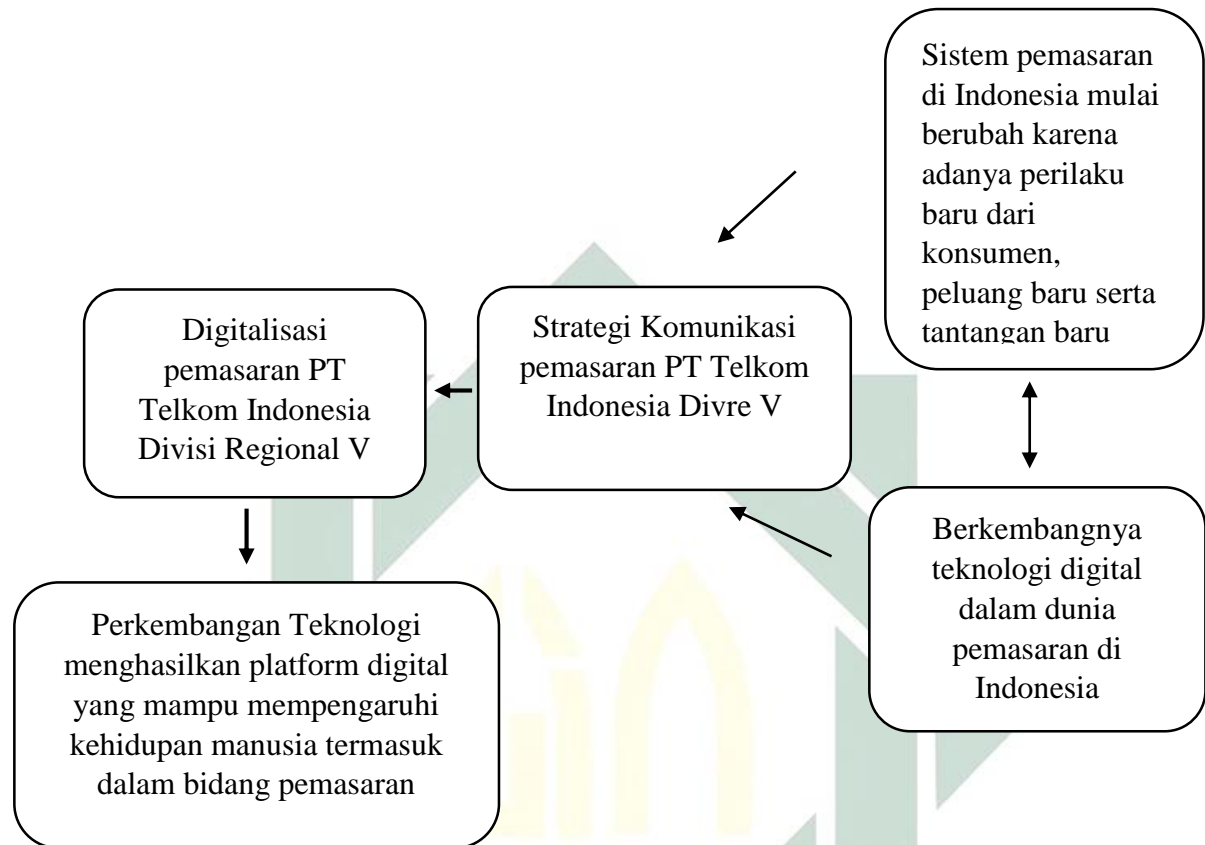 Sistem pemasaran
di Indonesia mulai
berubah karena
adanya perilaku
baru dari
konsumen,
peluang baru serta
tantangan baru
Digitalisasi
pemasaran PT
Telkom Indonesia
Divisi Regional V
Strategi Komunikasi
pemasaran PT Telkom
Indonesia Divre V
Berkembangnya
teknologi digital
dalam dunia
pemasaran di
Indonesia
Perkembangan Teknologi
menghasilkan platform digital
yang mampu mempengaruhi
kehidupan manusia termasuk
dalam bidang pemasaran